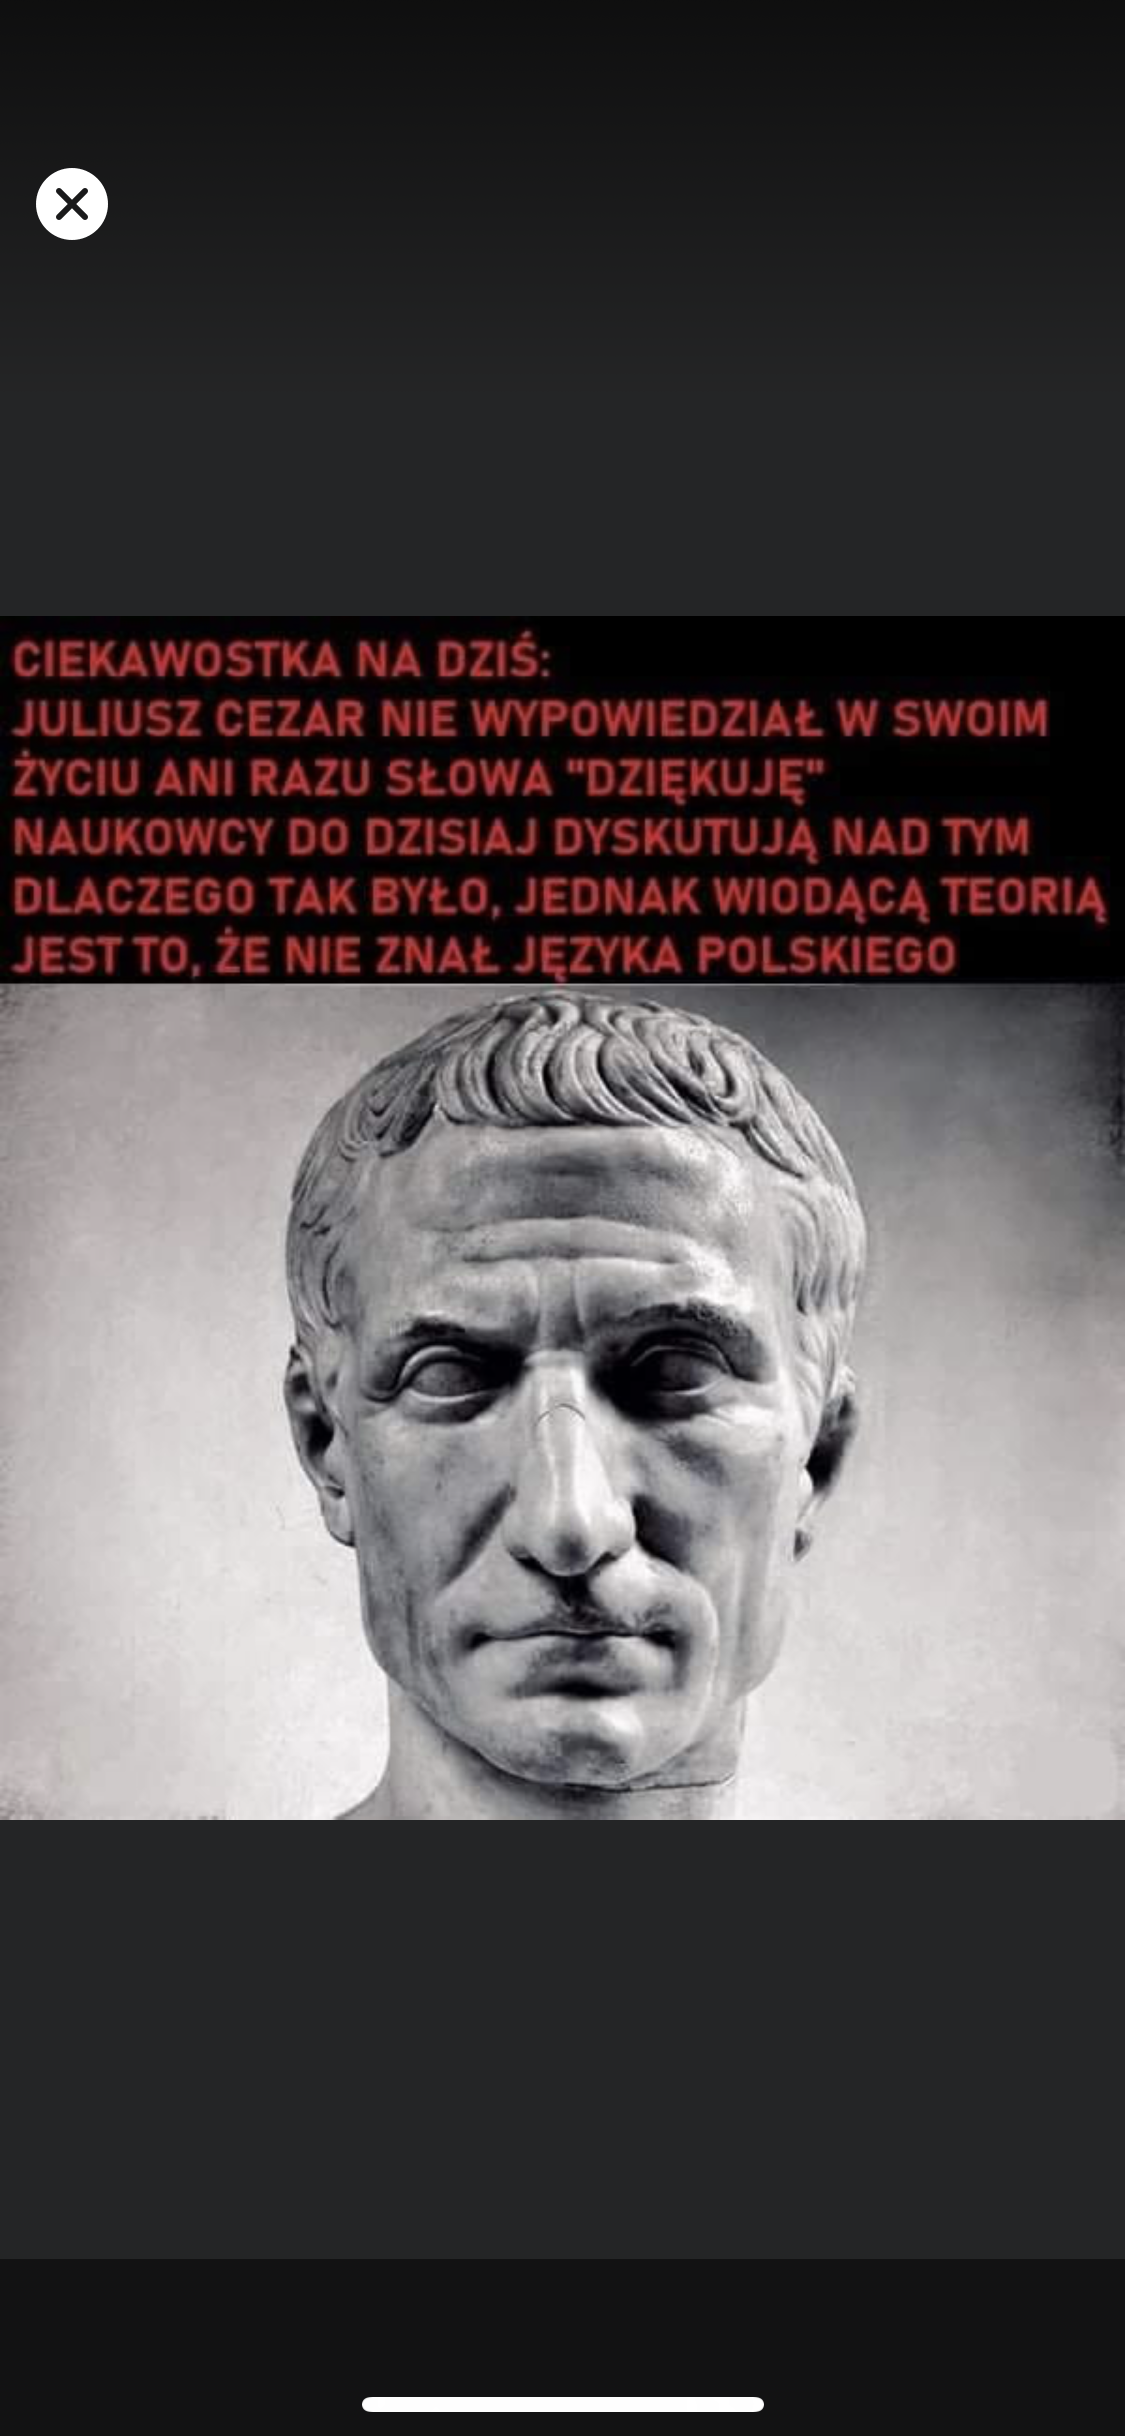 CIEKAWOSTKA NA DZIŚ:
JULIUSZ CEZAR NIE WYPOWIEDZIAŁ W SWOIM
ŻYCIU ANI RAZU SŁOWA "DZIĘKUJĘ"
NAUKOWCY DO DZISIAJ DYSKUTUJĄ NAD TYM
DLACZEGO TAK BYŁO, JEDNAK WIODĄCĄ TEORIĄ
JEST TO, ŻE NIE ZNAŁ JĘZYKA POLSKIEGO